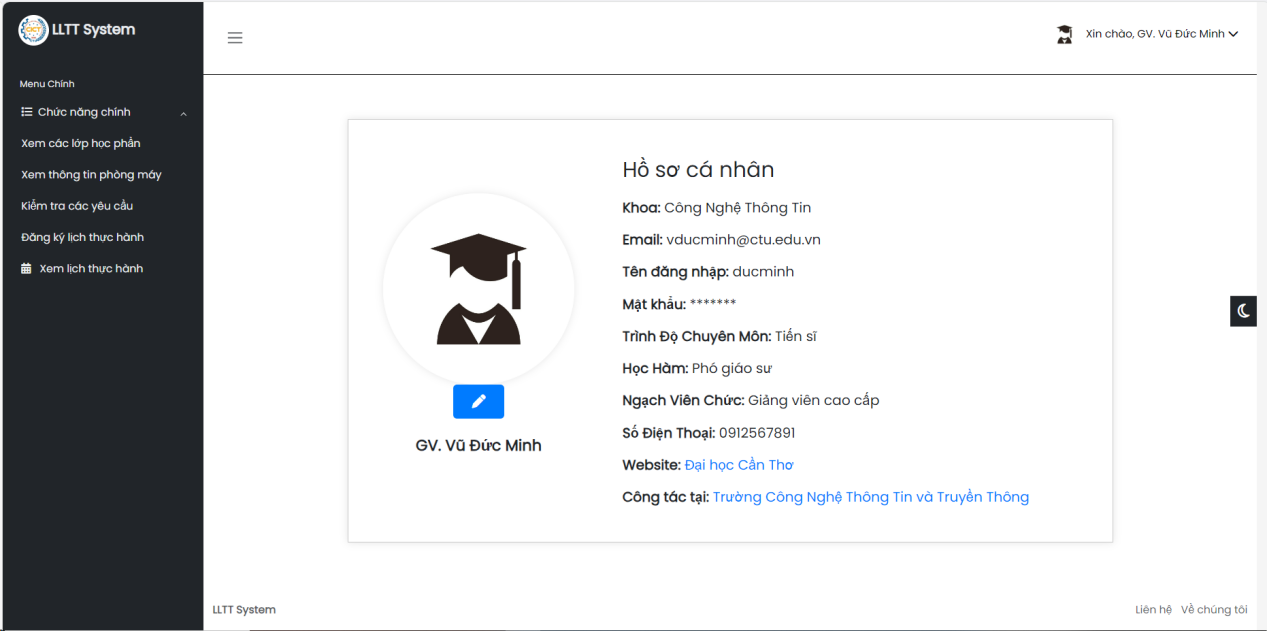 CICT
LLTT System
Xin chào, GV. Vũ Đức Minh
Menu Chính
Chức năng chính
Xem các lớp học phần
Xem thông tin phòng máy
Kiểm tra các yêu cầu
Đăng ký lịch thực hành
Xem lịch thực hành
GV. Vũ Đức Minh
Hồ sơ cá nhân
Khoa: Công Nghệ Thông Tin
Email: vducminh@ctu.edu.vn
Tên đăng nhập: ducminh
Mật khẩu: *******
Trình Độ Chuyên Môn: Tiến sĩ
Học Hàm: Phó giáo sư
Ngạch Viên Chức: Giảng viên cao cấp
Số Điện Thoại: 0912567891
Website: Đại học Cần Thơ
Công tác tại: Trường Công Nghệ Thông Tin và Truyền Thông
LLTT System
Liên hệ Về chúng tôi